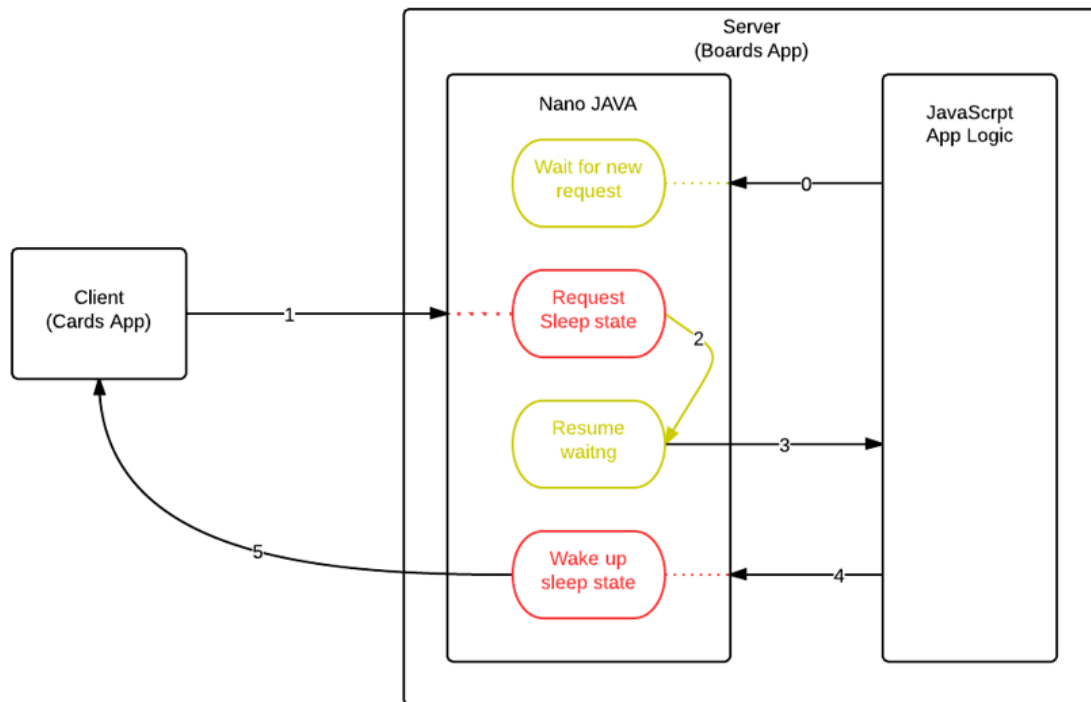 Server
(Boards App)
Nano JAVA
JavaScrpt
App Logic
Wait for new
request
0
Client
(Cards App)
1
Request
Sleep state
2
Resume
waitng
3
Wake up
sleep state
4
5